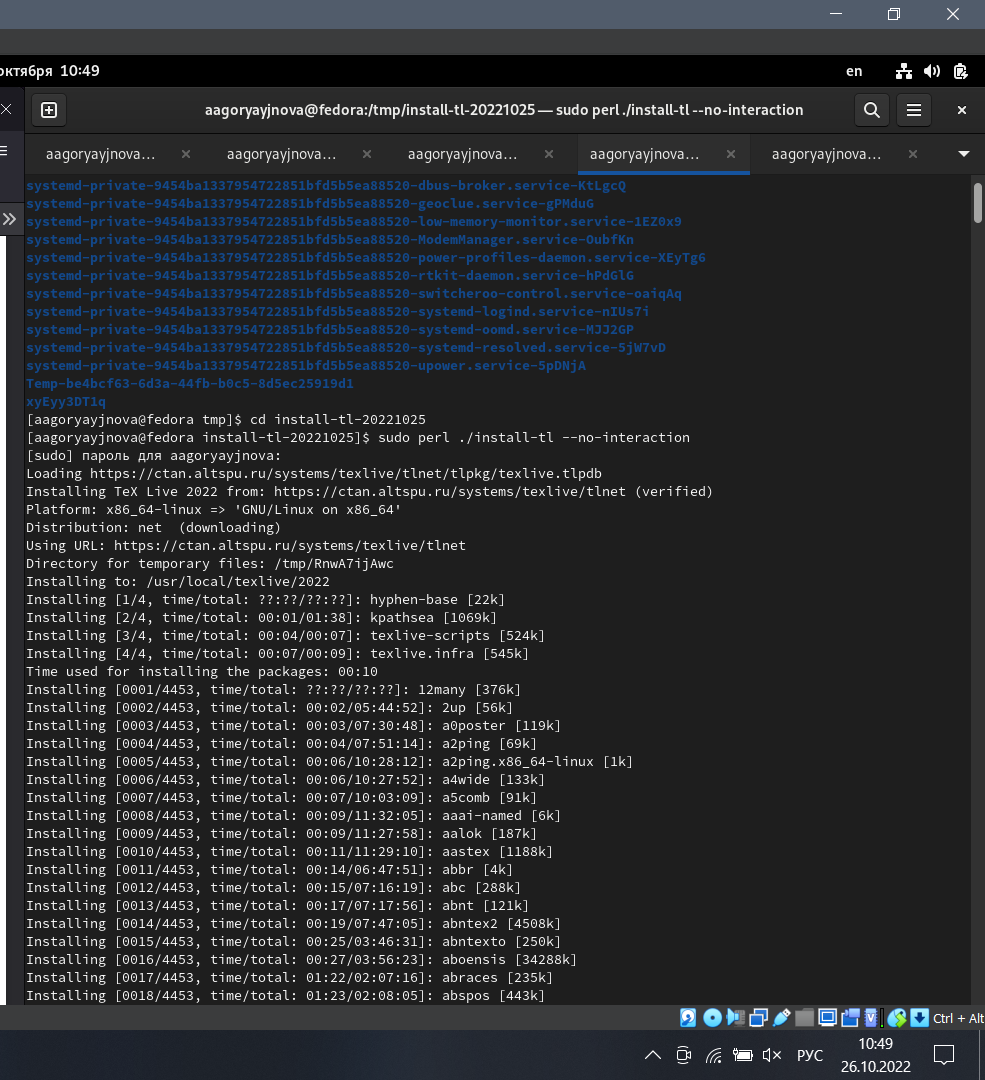 октября 10:49
en
aagoryayjnova@fedora:/tmp/install-tl-20221025 — sudo perl ./install-tl --no-interaction
aagoryayjnova... aagoryayjnova... aagoryayjnova... aagoryayjnova... aagoryayjnova...
systemd-private-9454ba1337954722851bfd5b5ea88520-dbus-broker.service-KtLgcQ
systemd-private-9454ba1337954722851bfd5b5ea88520-geoclue.service-gPMduG
systemd-private-9454ba1337954722851bfd5b5ea88520-low-memory-monitor.service-1EZ0x9
systemd-private-9454ba1337954722851bfd5b5ea88520-ModemManager.service-OubfKn
systemd-private-9454ba1337954722851bfd5b5ea88520-power-profiles-daemon.service-XEyTg6
systemd-private-9454ba1337954722851bfd5b5ea88520-rtkit-daemon.service-hPdGlG
systemd-private-9454ba1337954722851bfd5b5ea88520-switcheroo-control.service-oaiqAq
systemd-private-9454ba1337954722851bfd5b5ea88520-systemd-logind.service-nIUs7i
systemd-private-9454ba1337954722851bfd5b5ea88520-systemd-oomd.service-MJJ2GP
systemd-private-9454ba1337954722851bfd5b5ea88520-systemd-resolved.service-5jW7vD
systemd-private-9454ba1337954722851bfd5b5ea88520-upower.service-5pDNjA
Temp-be4bcf63-6d3a-44fb-b0c5-8d5ec25919d1
xyEyy3DT1q
[aagoryayjnova@fedora tmp]$ cd install-tl-20221025
[aagoryayjnova@fedora install-tl-20221025]$ sudo perl ./install-tl --no-interaction
[sudo] пароль для aagoryayjnova:
Loading https://ctan.altspu.ru/systems/texlive/tlnet/tlpkg/texlive.tlpdb
Installing TeX Live 2022 from: https://ctan.altspu.ru/systems/texlive/tlnet (verified)
Platform: x86_64-linux => 'GNU/Linux on x86_64'
Distribution: net  (downloading)
Using URL: https://ctan.altspu.ru/systems/texlive/tlnet
Directory for temporary files: /tmp/RnwA7ijAwc
Installing to: /usr/local/texlive/2022
Installing [1/4, time/total: ??:??/??:??]: hyphen-base [22k]
Installing [2/4, time/total: 00:01/01:38]: kpathsea [1069k]
Installing [3/4, time/total: 00:04/00:07]: texlive-scripts [524k]
Installing [4/4, time/total: 00:07/00:09]: texlive.infra [545k]
Time used for installing the packages: 00:10
Installing [0001/4453, time/total: ??:??/??:??]: 12many [376k]
Installing [0002/4453, time/total: 00:02/05:44:52]: 2up [56k]
Installing [0003/4453, time/total: 00:03/07:30:48]: a0poster [119k]
Installing [0004/4453, time/total: 00:04/07:51:14]: a2ping [69k]
Installing [0005/4453, time/total: 00:06/10:28:12]: a2ping.x86_64-linux [1k]
Installing [0006/4453, time/total: 00:06/10:27:52]: a4wide [133k]
Installing [0007/4453, time/total: 00:07/10:03:09]: a5comb [91k]
Installing [0008/4453, time/total: 00:09/11:32:05]: aaai-named [6k]
Installing [0009/4453, time/total: 00:09/11:27:58]: aalok [187k]
Installing [0010/4453, time/total: 00:11/11:29:10]: aastex [1188k]
Installing [0011/4453, time/total: 00:14/06:47:51]: abbr [4k]
Installing [0012/4453, time/total: 00:15/07:16:19]: abc [288k]
Installing [0013/4453, time/total: 00:17/07:17:56]: abnt [121k]
Installing [0014/4453, time/total: 00:19/07:47:05]: abntex2 [4508k]
Installing [0015/4453, time/total: 00:25/03:46:31]: abntexto [250k]
Installing [0016/4453, time/total: 00:27/03:56:23]: aboensis [34288k]
Installing [0017/4453, time/total: 01:22/02:07:16]: abraces [235k]
Installing [0018/4453, time/total: 01:23/02:08:05]: abspos [443k]
Ctrl + Alt
РУС
10:49
26.10.2022